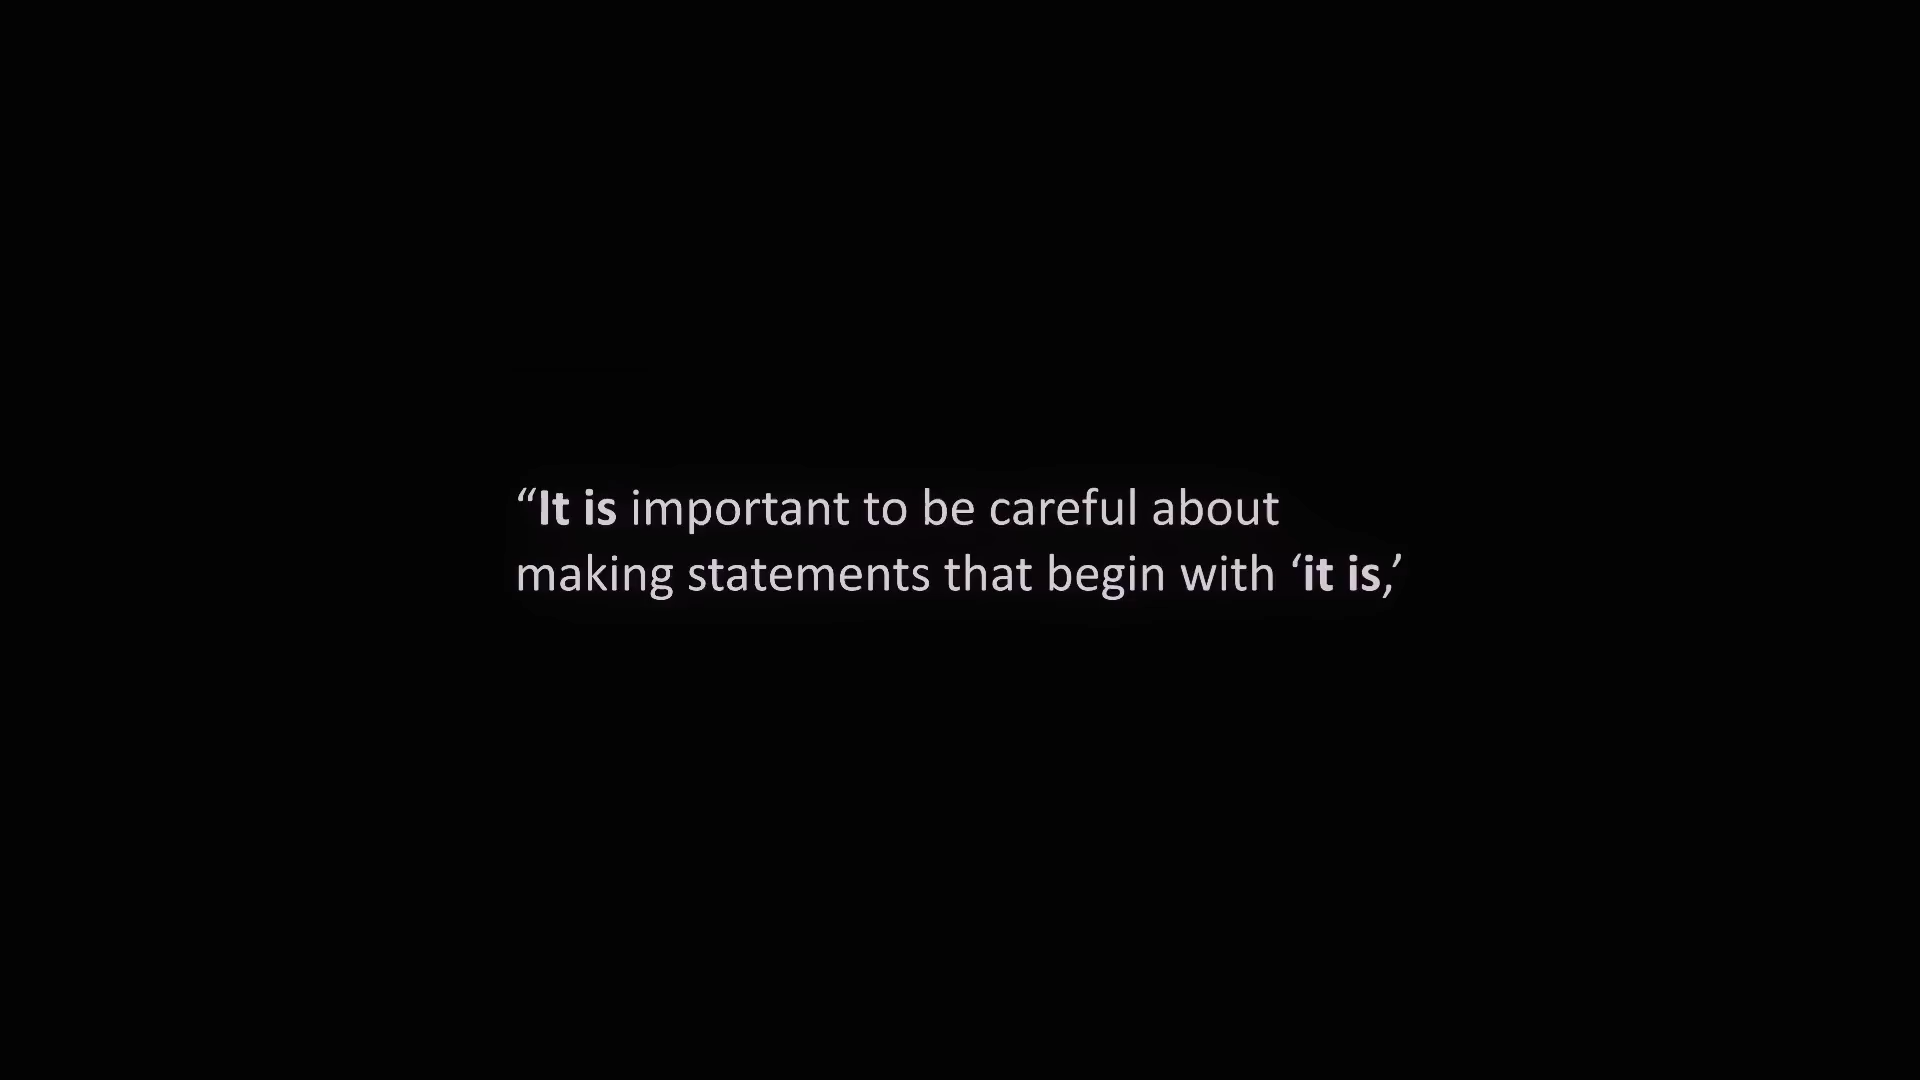 “It is important to be careful about
making statements that begin with ‘it is,’